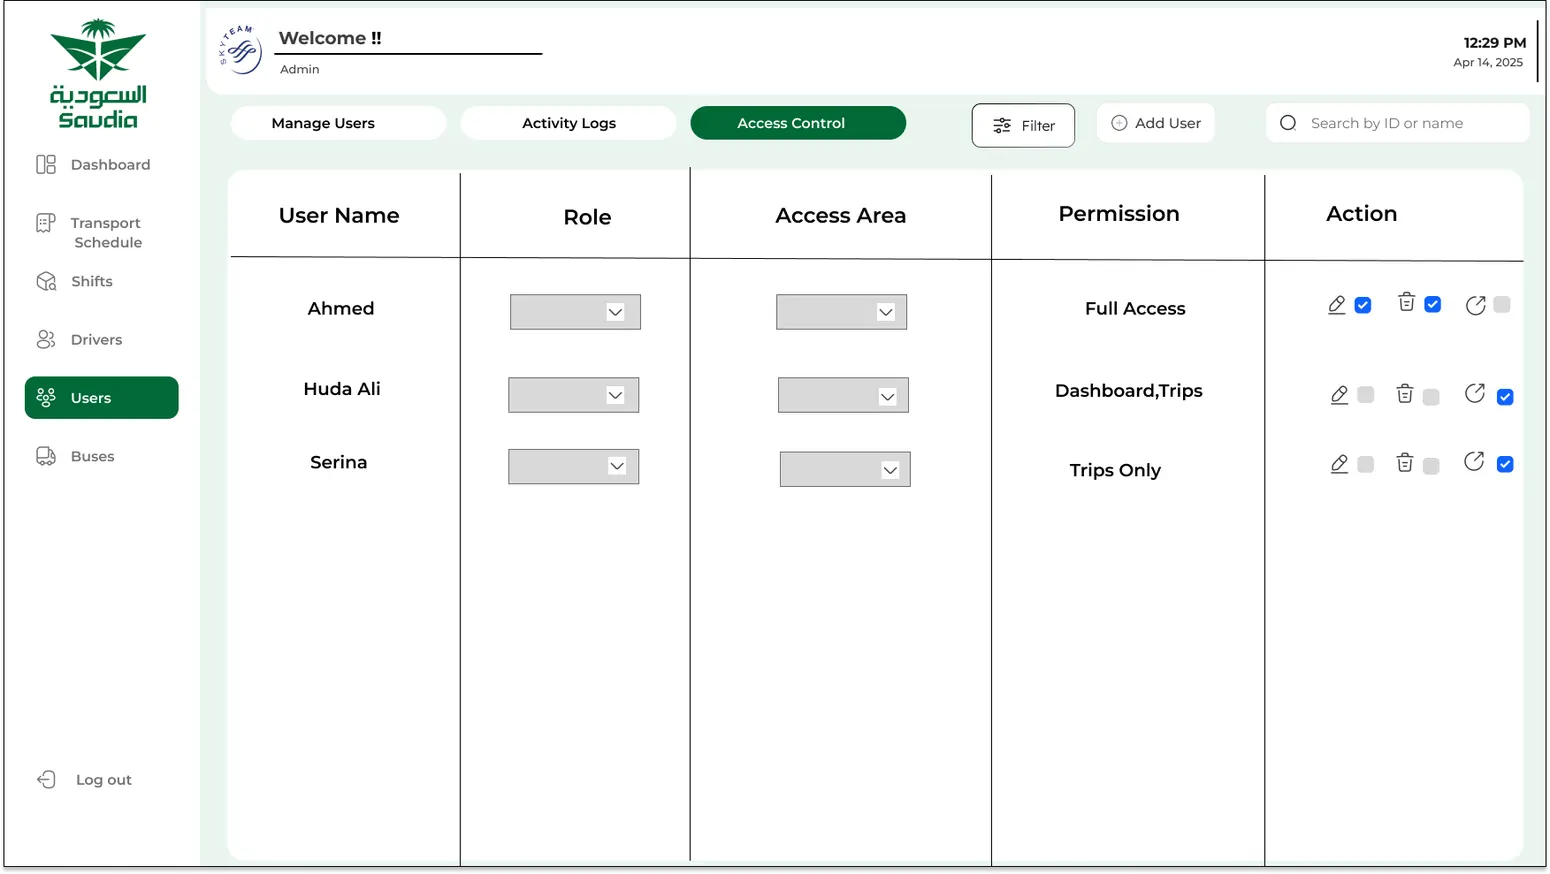 السعودية
Saudia
Dashboard
Transport
Schedule
Shifts
Drivers
Users
Buses
Log out
SKYTEAM
Welcome !!
Admin
12:29 PM
Apr 14, 2025
Manage Users
Activity Logs
Access Control
Filter
Add User
Search by ID or name
User Name
Role
Access Area
Permission
Action
Ahmed
Full Access
Huda Ali
Dashboard,Trips
Serina
Trips Only